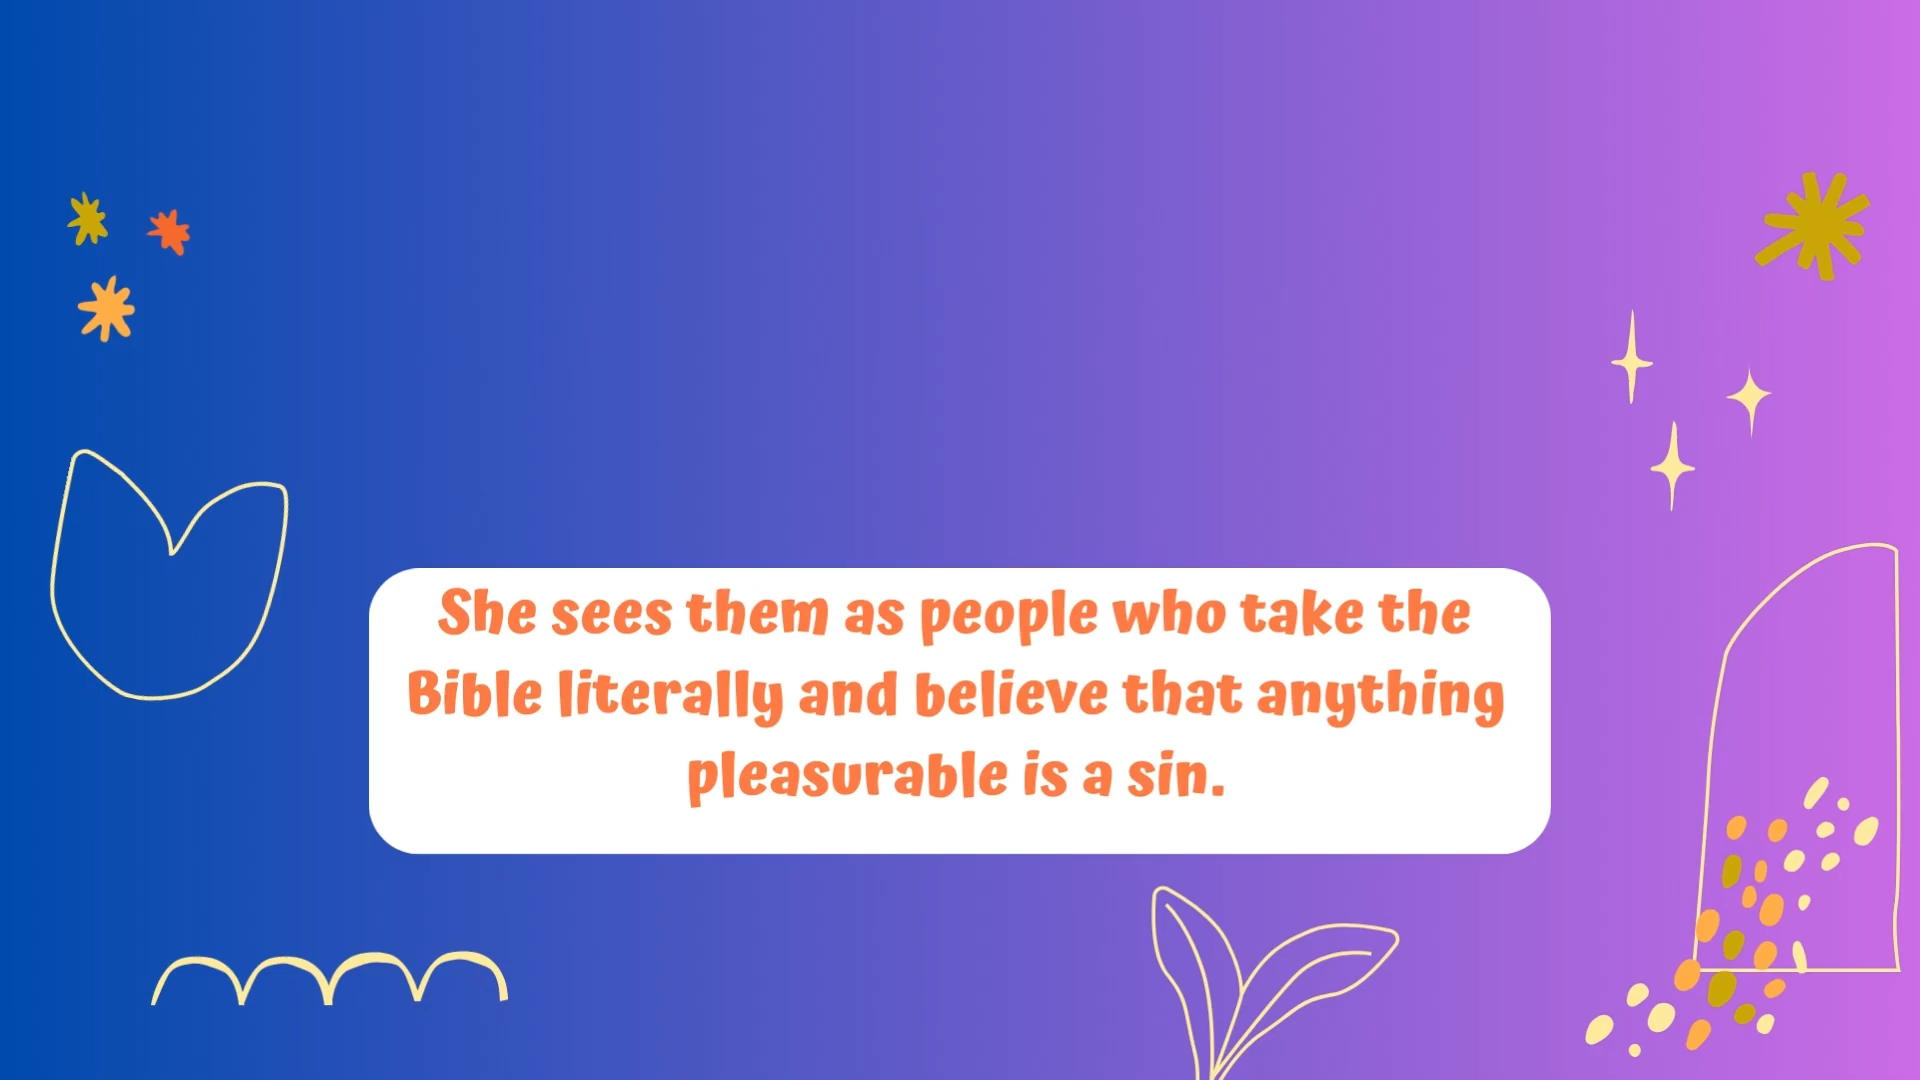 She sees them as people who take the
Bible literally and believe that anything
pleasurable is a sin.